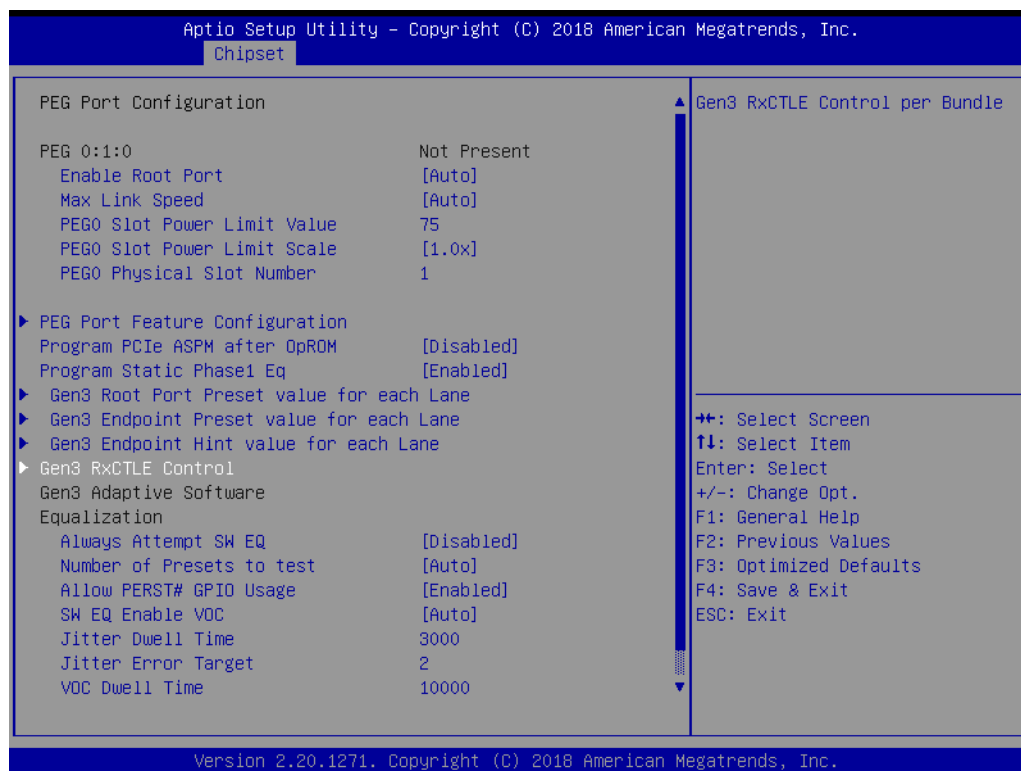 Aptio Setup Utility – Copyright (C) 2018 American Megatrends, Inc.
Chipset
PEG Port Configuration
PEG 0:1:0 Not Present
Enable Root Port [Auto]
Max Link Speed [Auto]
PEG0 Slot Power Limit Value 75
PEG0 Slot Power Limit Scale [1.0x]
PEG0 Physical Slot Number 1
PEG Port Feature Configuration
Program PCIe ASPM after OpROM [Disabled]
Program Static Phase1 Eq [Enabled]
Gen3 Root Port Preset value for each Lane
Gen3 Endpoint Preset value for each Lane
Gen3 Endpoint Hint value for each Lane
Gen3 RxCTLE Control
Gen3 Adaptive Software
Equalization
Always Attempt SW EQ [Disabled]
Number of Presets to test [Auto]
Allow PERST# GPIO Usage [Enabled]
SW EQ Enable VOC [Auto]
Jitter Dwell Time 3000
Jitter Error Target 2
VOC Dwell Time 10000
Gen3 RxCTLE Control per Bundle
→←: Select Screen
↑↓: Select Item
Enter: Select
+/-: Change Opt.
F1: General Help
F2: Previous Values
F3: Optimized Defaults
F4: Save & Exit
ESC: Exit
Version 2.20.1271. Copyright (C) 2018 American Megatrends, Inc.